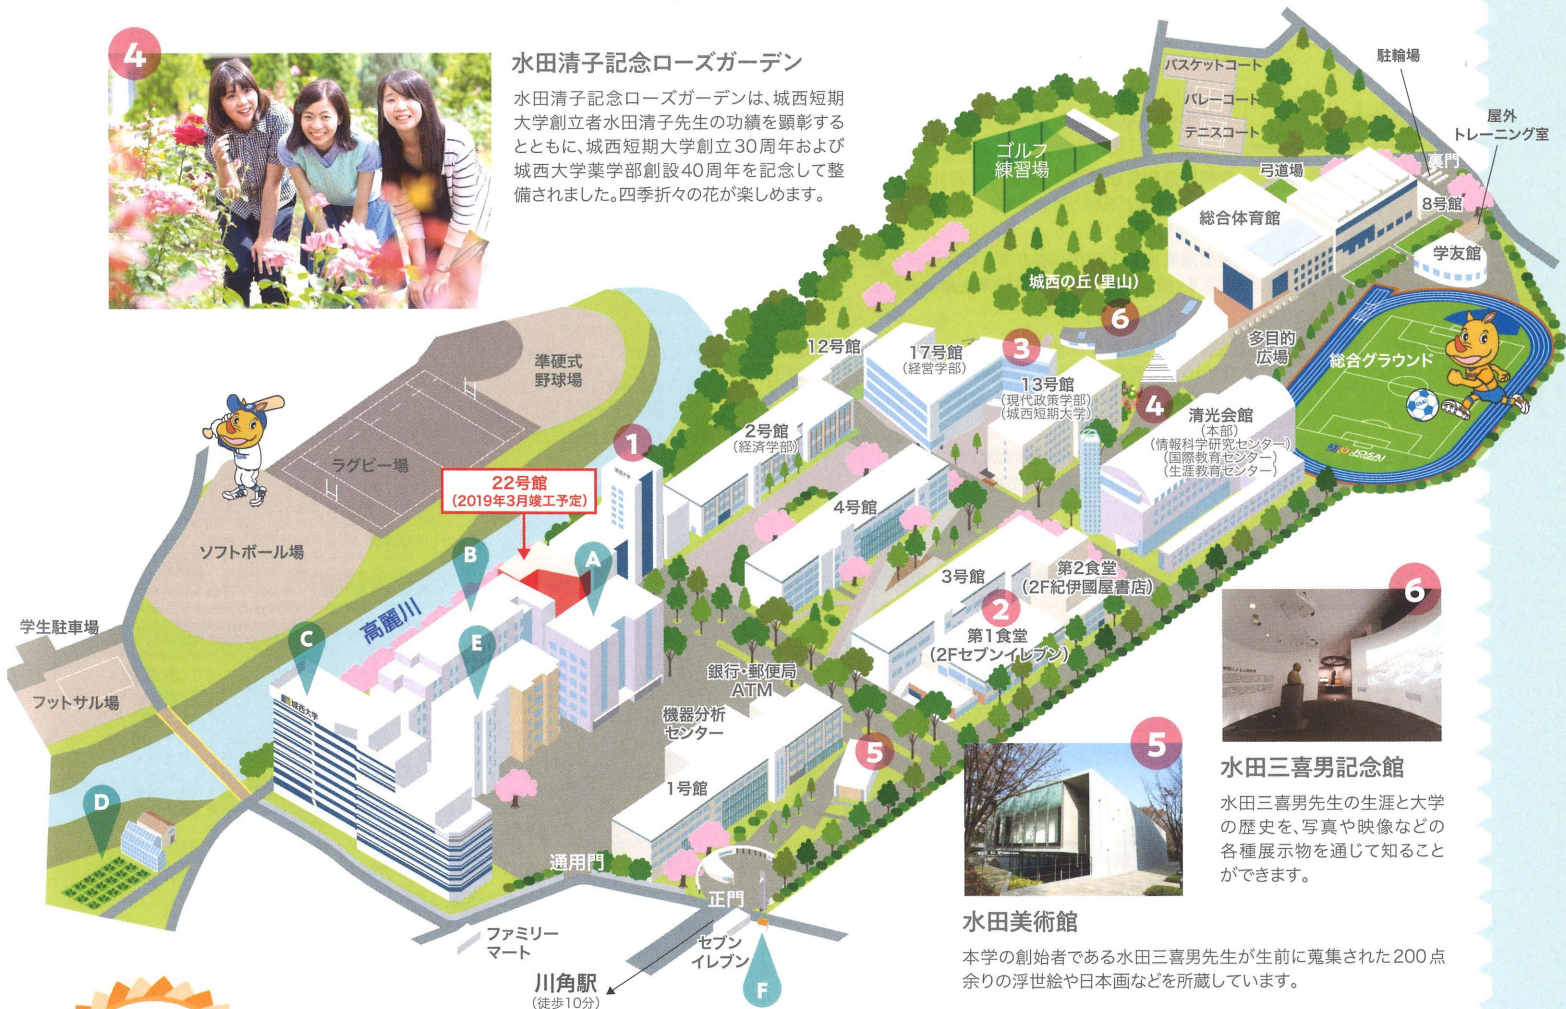 4
水田清子記念ローズガーデン
水田清子記念ローズガーデンは、城西短期
大学創立者水田清子先生の功績を顕彰する
とともに、城西短期大学創立30周年および
城西大学薬学部創設40周年を記念して整
備されました。四季折々の花が楽しめます。
バスケットコート
バレーコート
テニスコート
駐輪場
屋外
トレーニング室
裏門
ゴルフ
練習場
弓道場
総合体育館
8号館
学友館
城西の丘(里山)
6
多目的
広場
総合グラウンド
JOSAI
12号館
17号館
(経営学部)
3
13号館
(現代政策学部)
(城西短期大学)
4
清光会館
(本部)
(情報科学研究センター)
(国際教育センター)
(生涯教育センター)
準硬式
野球場
ラグビー場
ソフトボール場
1
2号館
(経済学部)
22号館
(2019年3月竣工予定)
4号館
B
A
3号館
第2食堂
(2F紀伊國屋書店)
2
第1食堂
(2Fセブンイレブン)
高麗川
学生駐車場
フットサル場
C
E
城西大学
銀行・郵便局
ATM
機器分析
センター
5
1号館
D
通用門
正門
ファミリー
マート
セブン
イレブン
川角駅
(徒歩10分)
F
6
水田三喜男記念館
水田三喜男先生の生涯と大学
の歴史を、写真や映像などの
各種展示物を通じて知ること
ができます。
5
水田美術館
本学の創始者である水田三喜男先生が生前に蒐集された200点
余りの浮世絵や日本画などを所蔵しています。